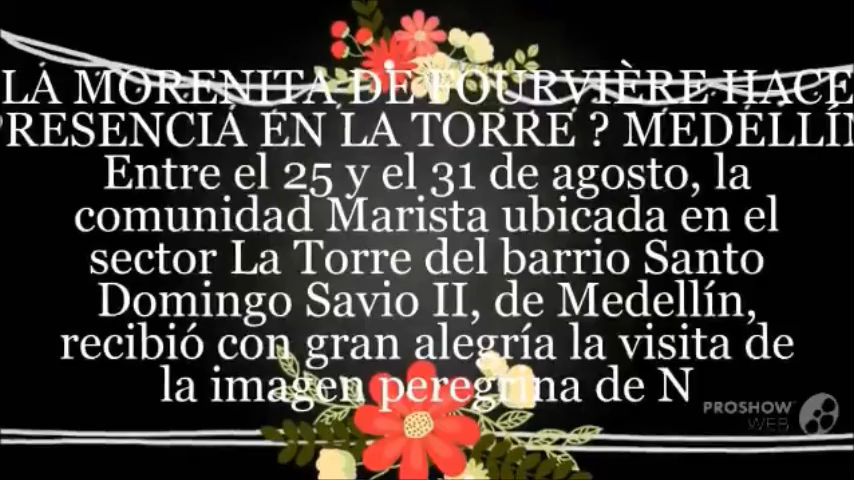 LA MORENITA DE FOURVIÈRE HACE
PRESENCIA EN LA TORRE ? MEDELLÍN
Entre el 25 y el 31 de agosto, la
comunidad Marista ubicada en el
sector La Torre del barrio Santo
Domingo Savio II, de Medellín,
recibió con gran alegría la visita de
la imagen peregrina de N
PROSHOW
WEB